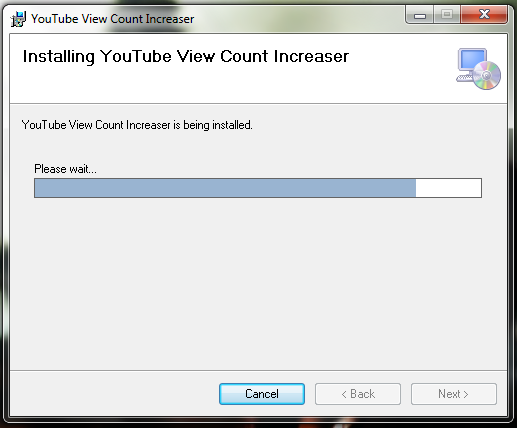 YouTube View Count Increaser
Installing YouTube View Count Increaser
YouTube View Count Increaser is being installed.
Please wait...
Cancel
< Back
Next >